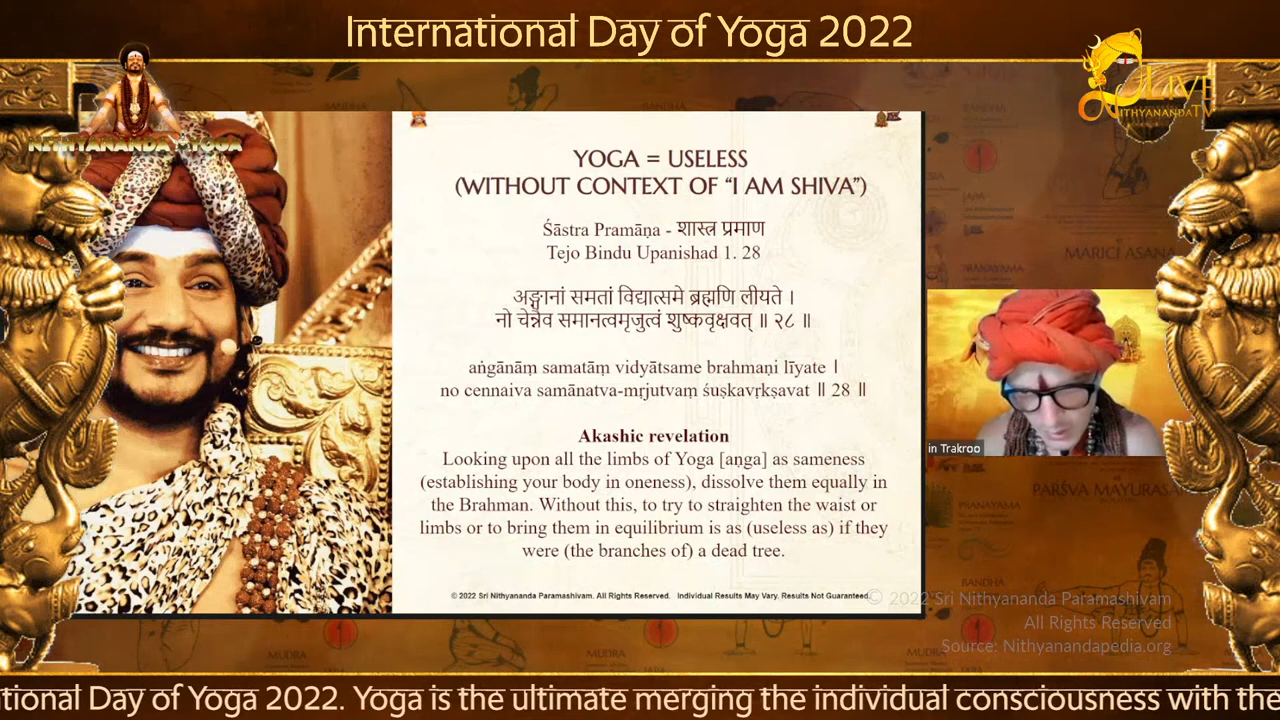 International Day of Yoga 2022
LIVE
NITHYANANDA TV
NITHYANANDA YOGA
YOGA = USELESS
(WITHOUT CONTEXT OF “I AM SHIVA”)
Śāstra Pramāṇa - शास्त्र प्रमाण
Tejo Bindu Upanishad 1. 28
अङ्गानां समतां विद्यात्समे ब्रह्मणि लीयते ।
नो चेन्नैव समानत्वमृजुत्वं शुष्कवृक्षवत् ॥ २८ ॥
aṅgānāṃ samatāṃ vidyātsame brahmaṇi līyate ।
no cennaiva samānatva-mṛjutvaṃ śuṣkavṛkṣavat ॥ 28 ॥
Akashic revelation
Looking upon all the limbs of Yoga [aṇga] as sameness
(establishing your body in oneness), dissolve them equally in
the Brahman. Without this, to try to straighten the waist or
limbs or to bring them in equilibrium is as (useless as) if they
were (the branches of) a dead tree.
© 2022 Sri Nithyananda Paramashivam. All Rights Reserved. Individual Results May Vary. Results Not Guaranteed.
in Trakroo
MARICI ASANA
PRANAYAMA
BANDHA
MUDRA
© 2022 Sri Nithyananda Paramashivam
All Rights Reserved
Source: Nithyanandapedia.org
tional Day of Yoga 2022. Yoga is the ultimate merging the individual consciousness with the